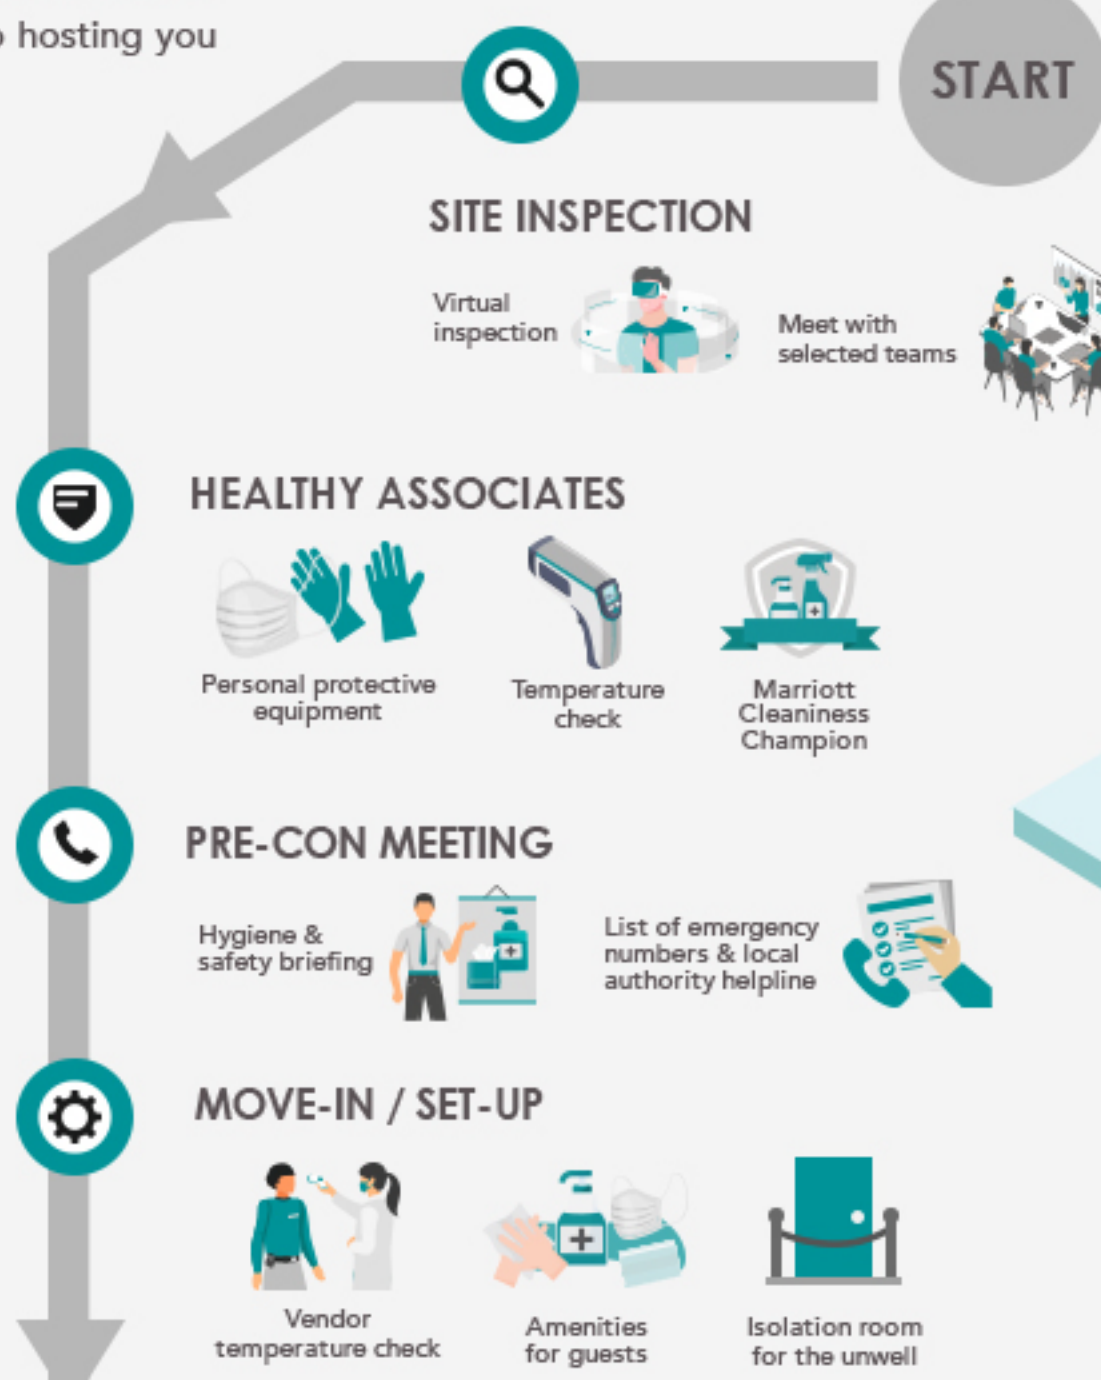 hosting you
START
SITE INSPECTION
Virtual
inspection
Meet with
selected teams
HEALTHY ASSOCIATES
Personal protective
equipment
Temperature
check
Marriott
Cleaniness
Champion
PRE-CON MEETING
Hygiene &
safety briefing
List of emergency
numbers & local
authority helpline
MOVE-IN / SET-UP
Vendor
temperature check
Amenities
for guests
Isolation room
for the unwell